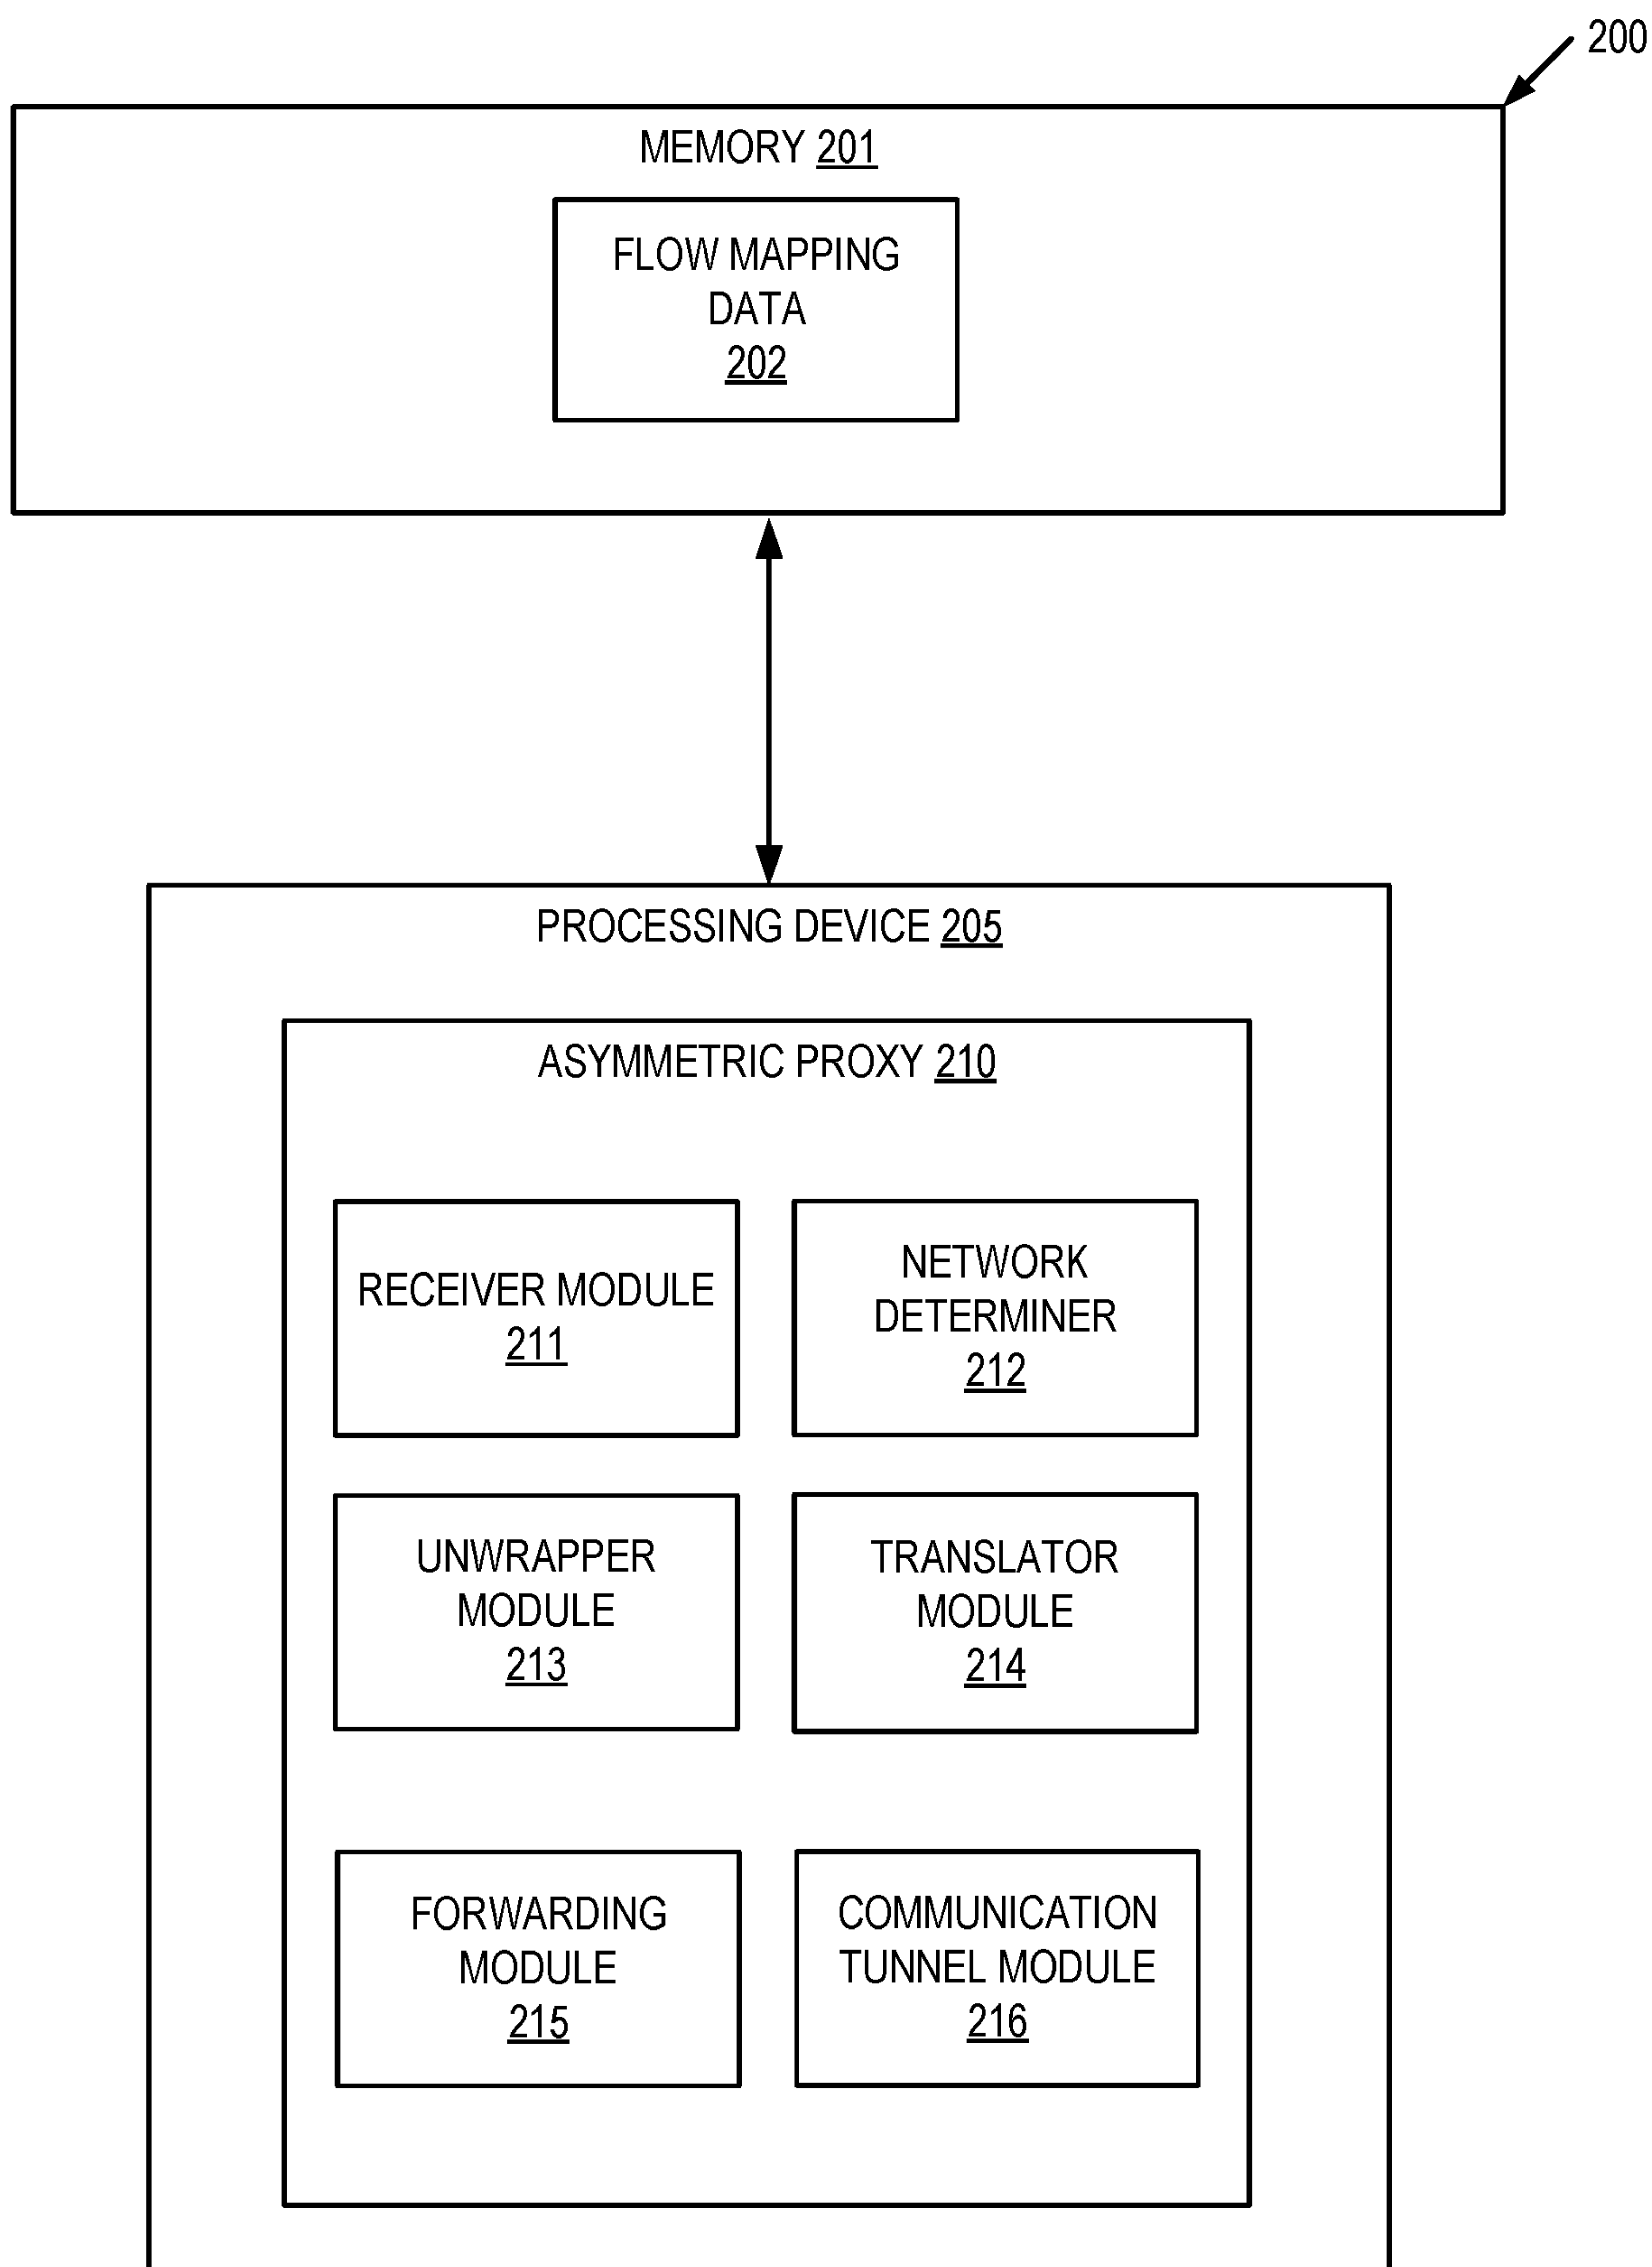 200
MEMORY 201
FLOW MAPPING
DATA
202
PROCESSING DEVICE 205
ASYMMETRIC PROXY 210
RECEIVER MODULE
211
NETWORK
DETERMINER
212
UNWRAPPER
MODULE
213
TRANSLATOR
MODULE
214
FORWARDING
MODULE
215
COMMUNICATION
TUNNEL MODULE
216